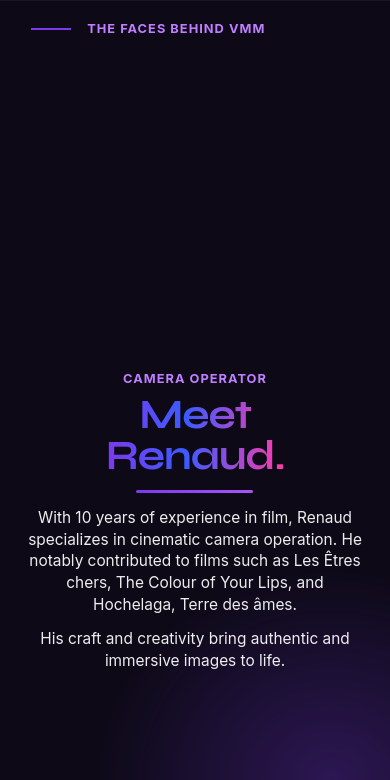 THE FACES BEHIND VMM
CAMERA OPERATOR
Meet
Renaud.
With 10 years of experience in film, Renaud
specializes in cinematic camera operation. He
notably contributed to films such as Les Êtres
chers, The Colour of Your Lips, and
Hochelaga, Terre des âmes.
His craft and creativity bring authentic and
immersive images to life.